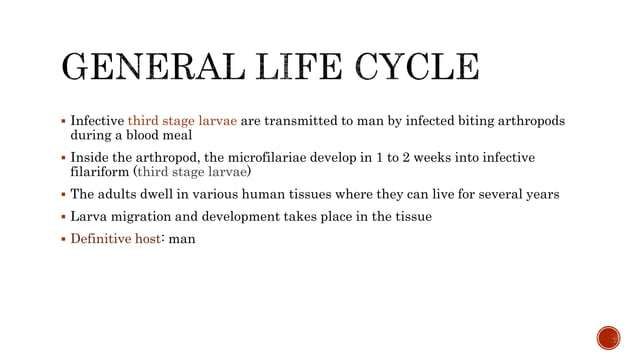 GENERAL LIFE CYCLE
▪ Infective third stage larvae are transmitted to man by infected biting arthropods
during a blood meal
▪ Inside the arthropod, the microfilariae develop in 1 to 2 weeks into infective
filariform (third stage larvae)
▪ The adults dwell in various human tissues where they can live for several years
▪ Larva migration and development takes place in the tissue
▪ Definitive host: man